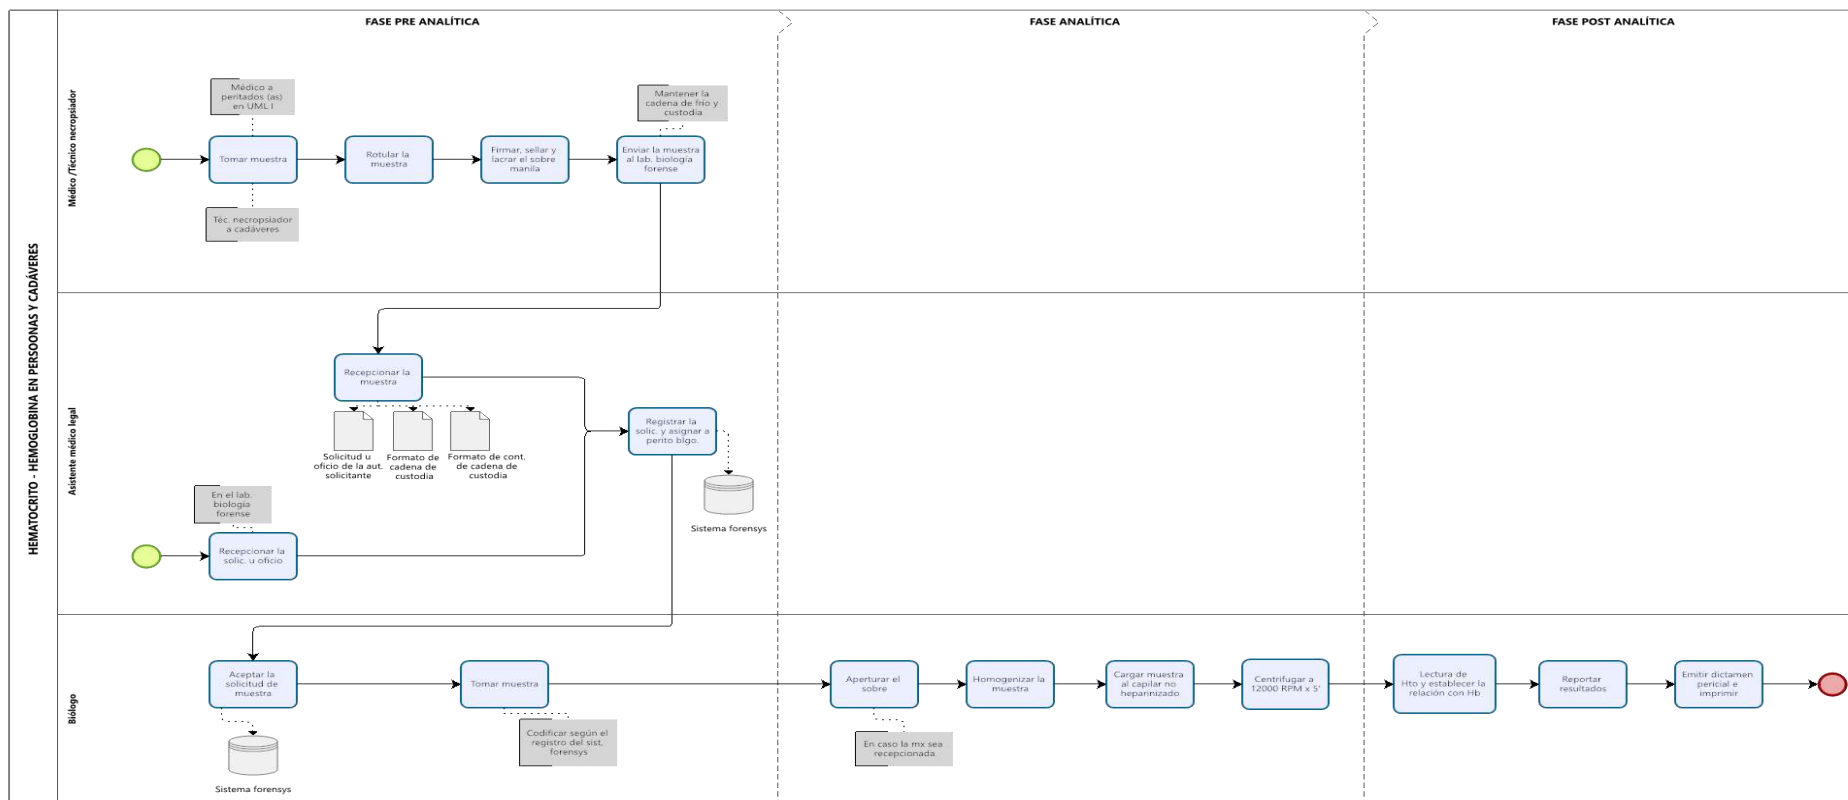 FASE PRE ANALÍTICA
FASE ANALÍTICA
FASE POST ANALÍTICA
HEMATOCRITO - HEMOGLOBINA EN PERSOONAS Y CADÁVERES
Médico /Técnico necropsiador
Médico a
peritados (as)
en UML I
Mantener la
cadena de frío y
custodia
Tomar muestra
Rotular la
muestra
Firmar, sellar y
lacrar el sobre
manila
Enviar la muestra
al lab. biología
forense
Téc. necropsiador
a cadáveres
Asistente médico legal
Recepcionar la
muestra
Solicitud u
oficio de la aut.
solicitante
Formato de
cadena de
custodia
Formato de cont.
de cadena de
custodia
Registrar la
solic. y asignar a
perito blgo.
Sistema forensys
En el lab.
biología
forense
Recepcionar la
solic. u oficio
Biólogo
Aceptar la
solicitud de
muestra
Tomar muestra
Aperturar el
sobre
Homogenizar la
muestra
Cargar muestra
al capilar no
heparinizado
Centrifugar a
12000 RPM x 5'
Lectura de
Hto y establecer la
relación con Hb
Reportar
resultados
Emitir dictamen
pericial e
imprimir
Codificar según el
registro del sist,
forensys
En caso la mx sea
recepcionada
Sistema forensys